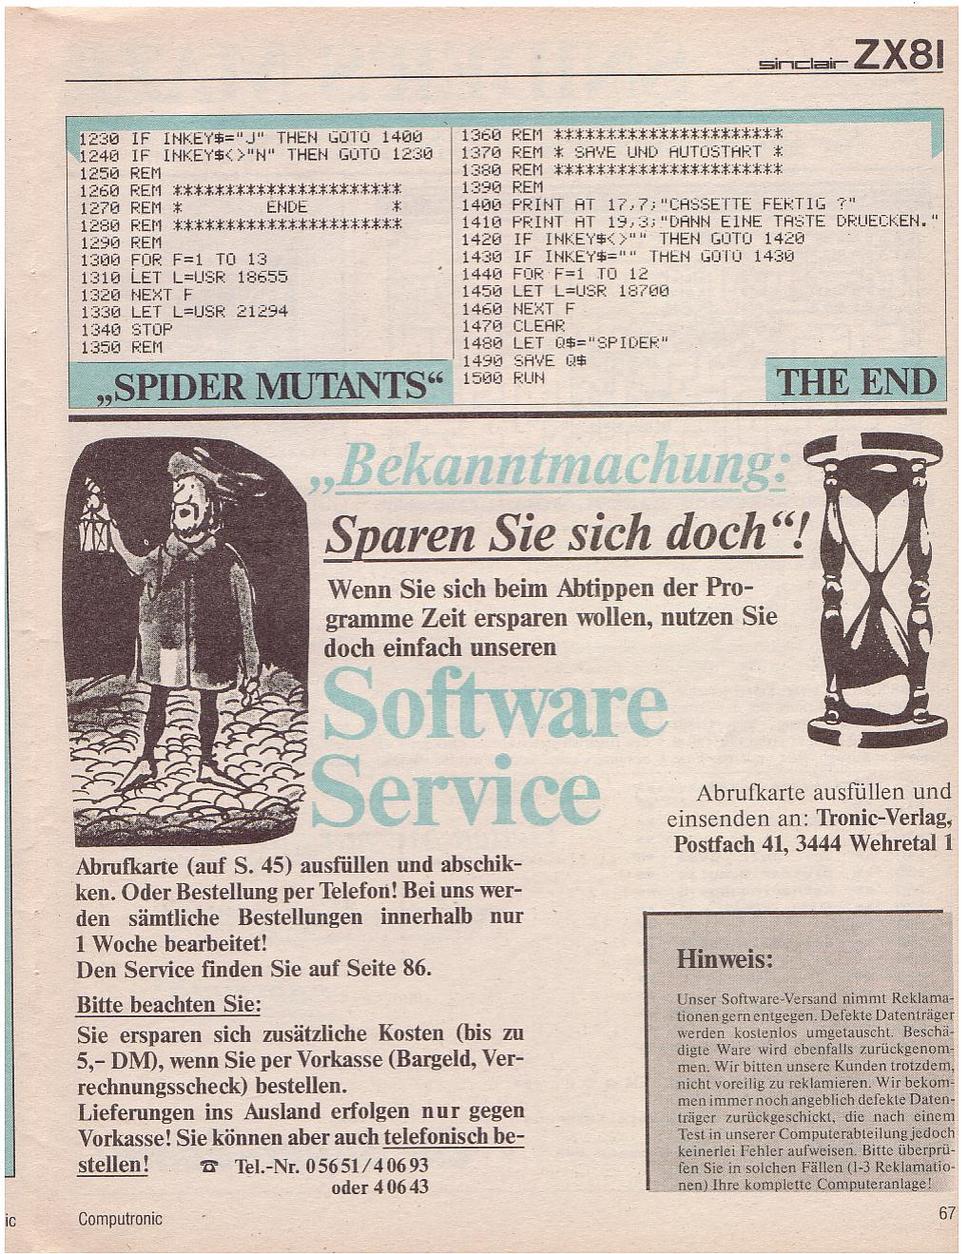 sinclair ZX81
1230 IF INKEY$="J" THEN GOTO 1400
1240 IF INKEY$<>"N" THEN GOTO 1230
1250 REM
1260 REM **********************
1270 REM *        ENDE        *
1280 REM **********************
1290 REM
1300 FOR F=1 TO 13
1310 LET L=USR 18655
1320 NEXT F
1330 LET L=USR 21294
1340 STOP
1350 REM
1360 REM **********************
1370 REM * SAVE UND AUTOSTART *
1380 REM **********************
1390 REM
1400 PRINT AT 17,7;"CASSETTE FERTIG ?"
1410 PRINT AT 19,3;"DANN EINE TASTE DRUECKEN."
1420 IF INKEY$<>"" THEN GOTO 1420
1430 IF INKEY$="" THEN GOTO 1430
1440 FOR F=1 TO 12
1450 LET L=USR 18700
1460 NEXT F
1470 CLEAR
1480 LET Q$="SPIDER"
1490 SAVE Q$
1500 RUN
„SPIDER MUTANTS“
THE END
„Bekanntmachung:
Sparen Sie sich doch“!
Wenn Sie sich beim Abtippen der Pro-
gramme Zeit ersparen wollen, nutzen Sie
doch einfach unseren
Software
Service
Abrufkarte ausfüllen und
einsenden an: Tronic-Verlag,
Postfach 41, 3444 Wehretal 1
Abrufkarte (auf S. 45) ausfüllen und abschik-
ken. Oder Bestellung per Telefon! Bei uns wer-
den sämtliche Bestellungen innerhalb nur
1 Woche bearbeitet!
Den Service finden Sie auf Seite 86.
Bitte beachten Sie:
Sie ersparen sich zusätzliche Kosten (bis zu
5,– DM), wenn Sie per Vorkasse (Bargeld, Ver-
rechnungsscheck) bestellen.
Lieferungen ins Ausland erfolgen nur gegen
Vorkasse! Sie können aber auch telefonisch be-
stellen! ☎ Tel.-Nr. 05651/40693
oder 40643
Hinweis:
Unser Software-Versand nimmt Reklama-
tionen gern entgegen. Defekte Datenträger
werden kostenlos umgetauscht. Beschä-
digte Ware wird ebenfalls zurückgenom-
men. Wir bitten unsere Kunden trotzdem,
nicht voreilig zu reklamieren. Wir bekom-
men immer noch angeblich defekte Daten-
träger zurückgeschickt, die nach einem
Test in unserer Computerabteilung jedoch
keinerlei Fehler aufweisen. Bitte überprü-
fen Sie in solchen Fällen (1-3 Reklamatio-
nen) Ihre komplette Computeranlage!
ic
Computronic
67